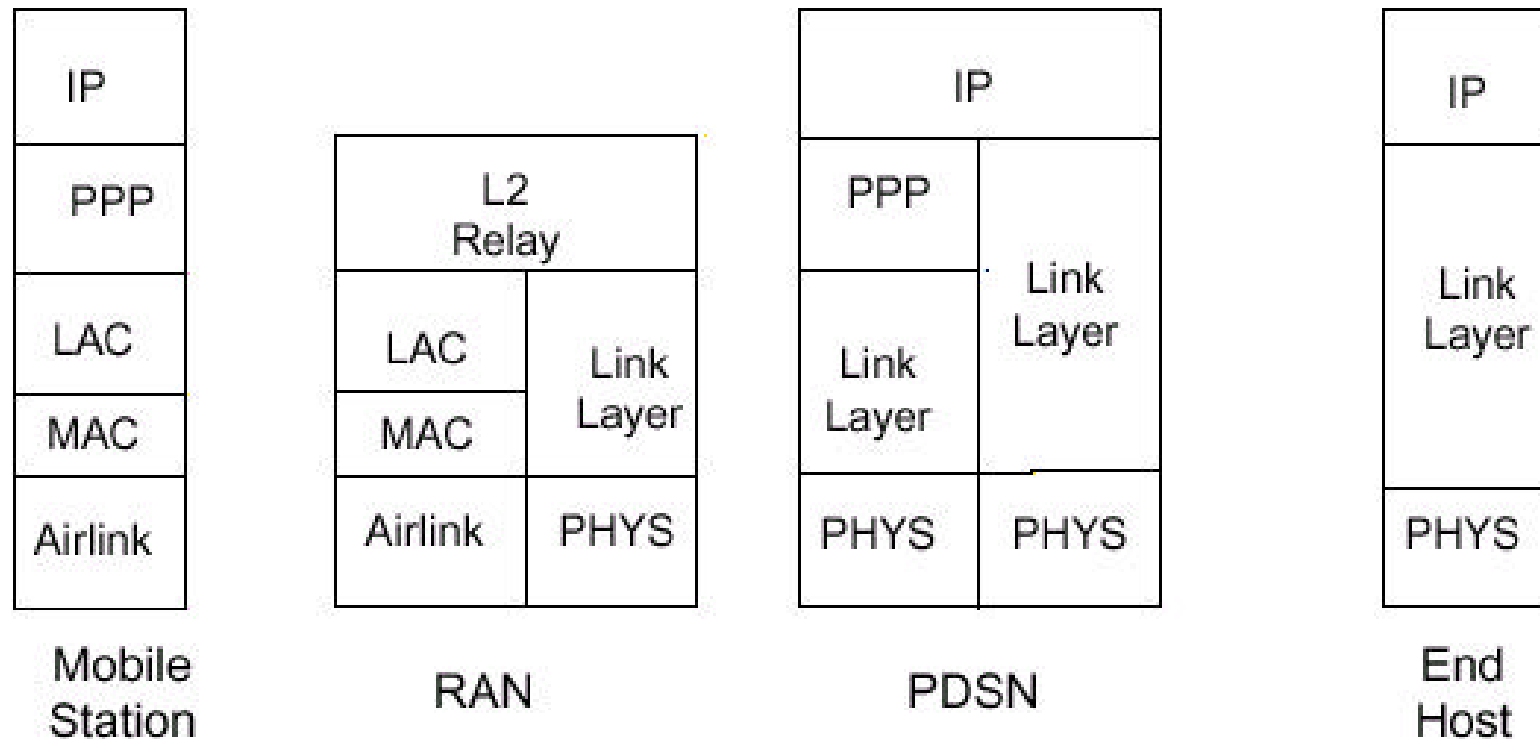 IP
PPP
LAC
MAC
Airlink
Mobile
Station
L2
Relay
LAC
MAC
Link
Layer
Airlink
PHYS
RAN
IP
PPP
Link
Layer
Link
Layer
PHYS
PHYS
PDSN
IP
Link
Layer
PHYS
End
Host